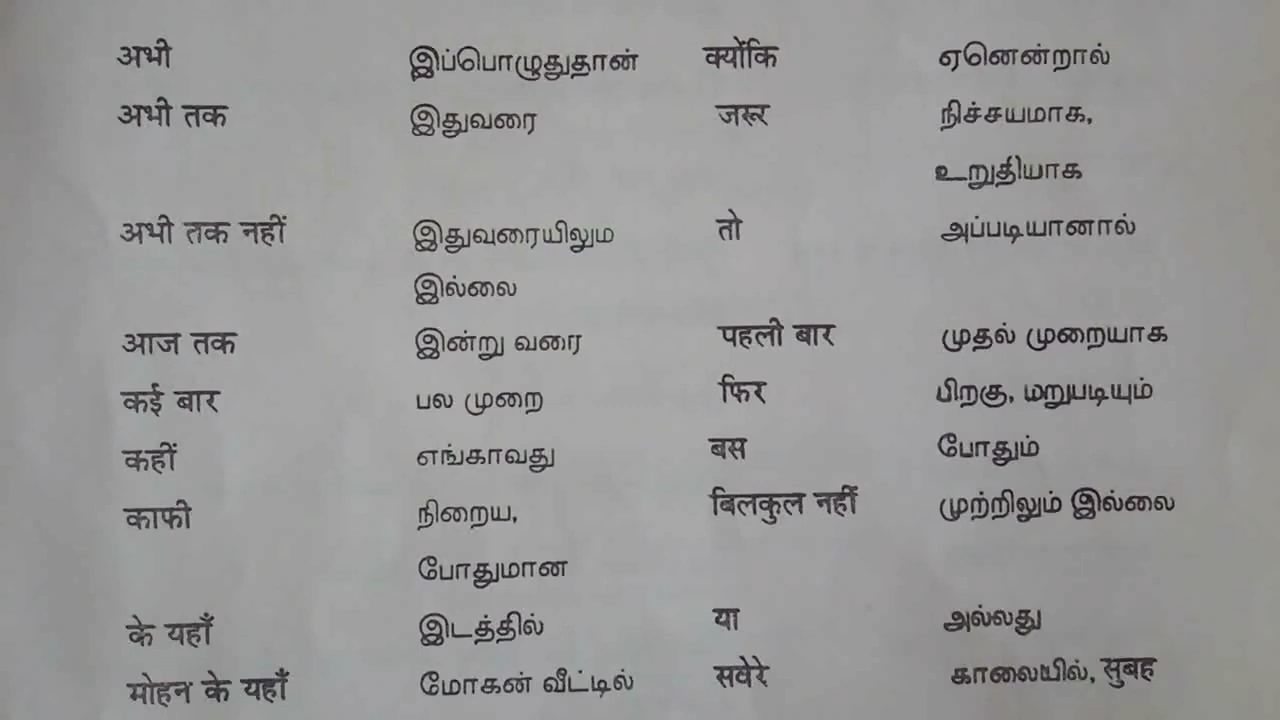 अभी இப்பொழுதுதான் क्योंकि ஏனென்றால்
अभी तक இதுவரை जरूर நிச்சயமாக,
உறுதியாக
अभी तक नहीं இதுவரையிலும தோ அப்படியானால்
இல்லை
आज तक இன்று வரை पहली बार முதல் முறையாக
कई बार பல முறை फिर பிறகு, மறுபடியும்
कहीं எங்காவது बस போதும்
काफी நிறைய, बिलकुल नहीं முற்றிலும் இல்லை
போதுமான
के यहाँ இடத்தில் या அல்லது
मोहन के यहाँ மோகன் வீட்டில் सवेरे காலையில், सुबह